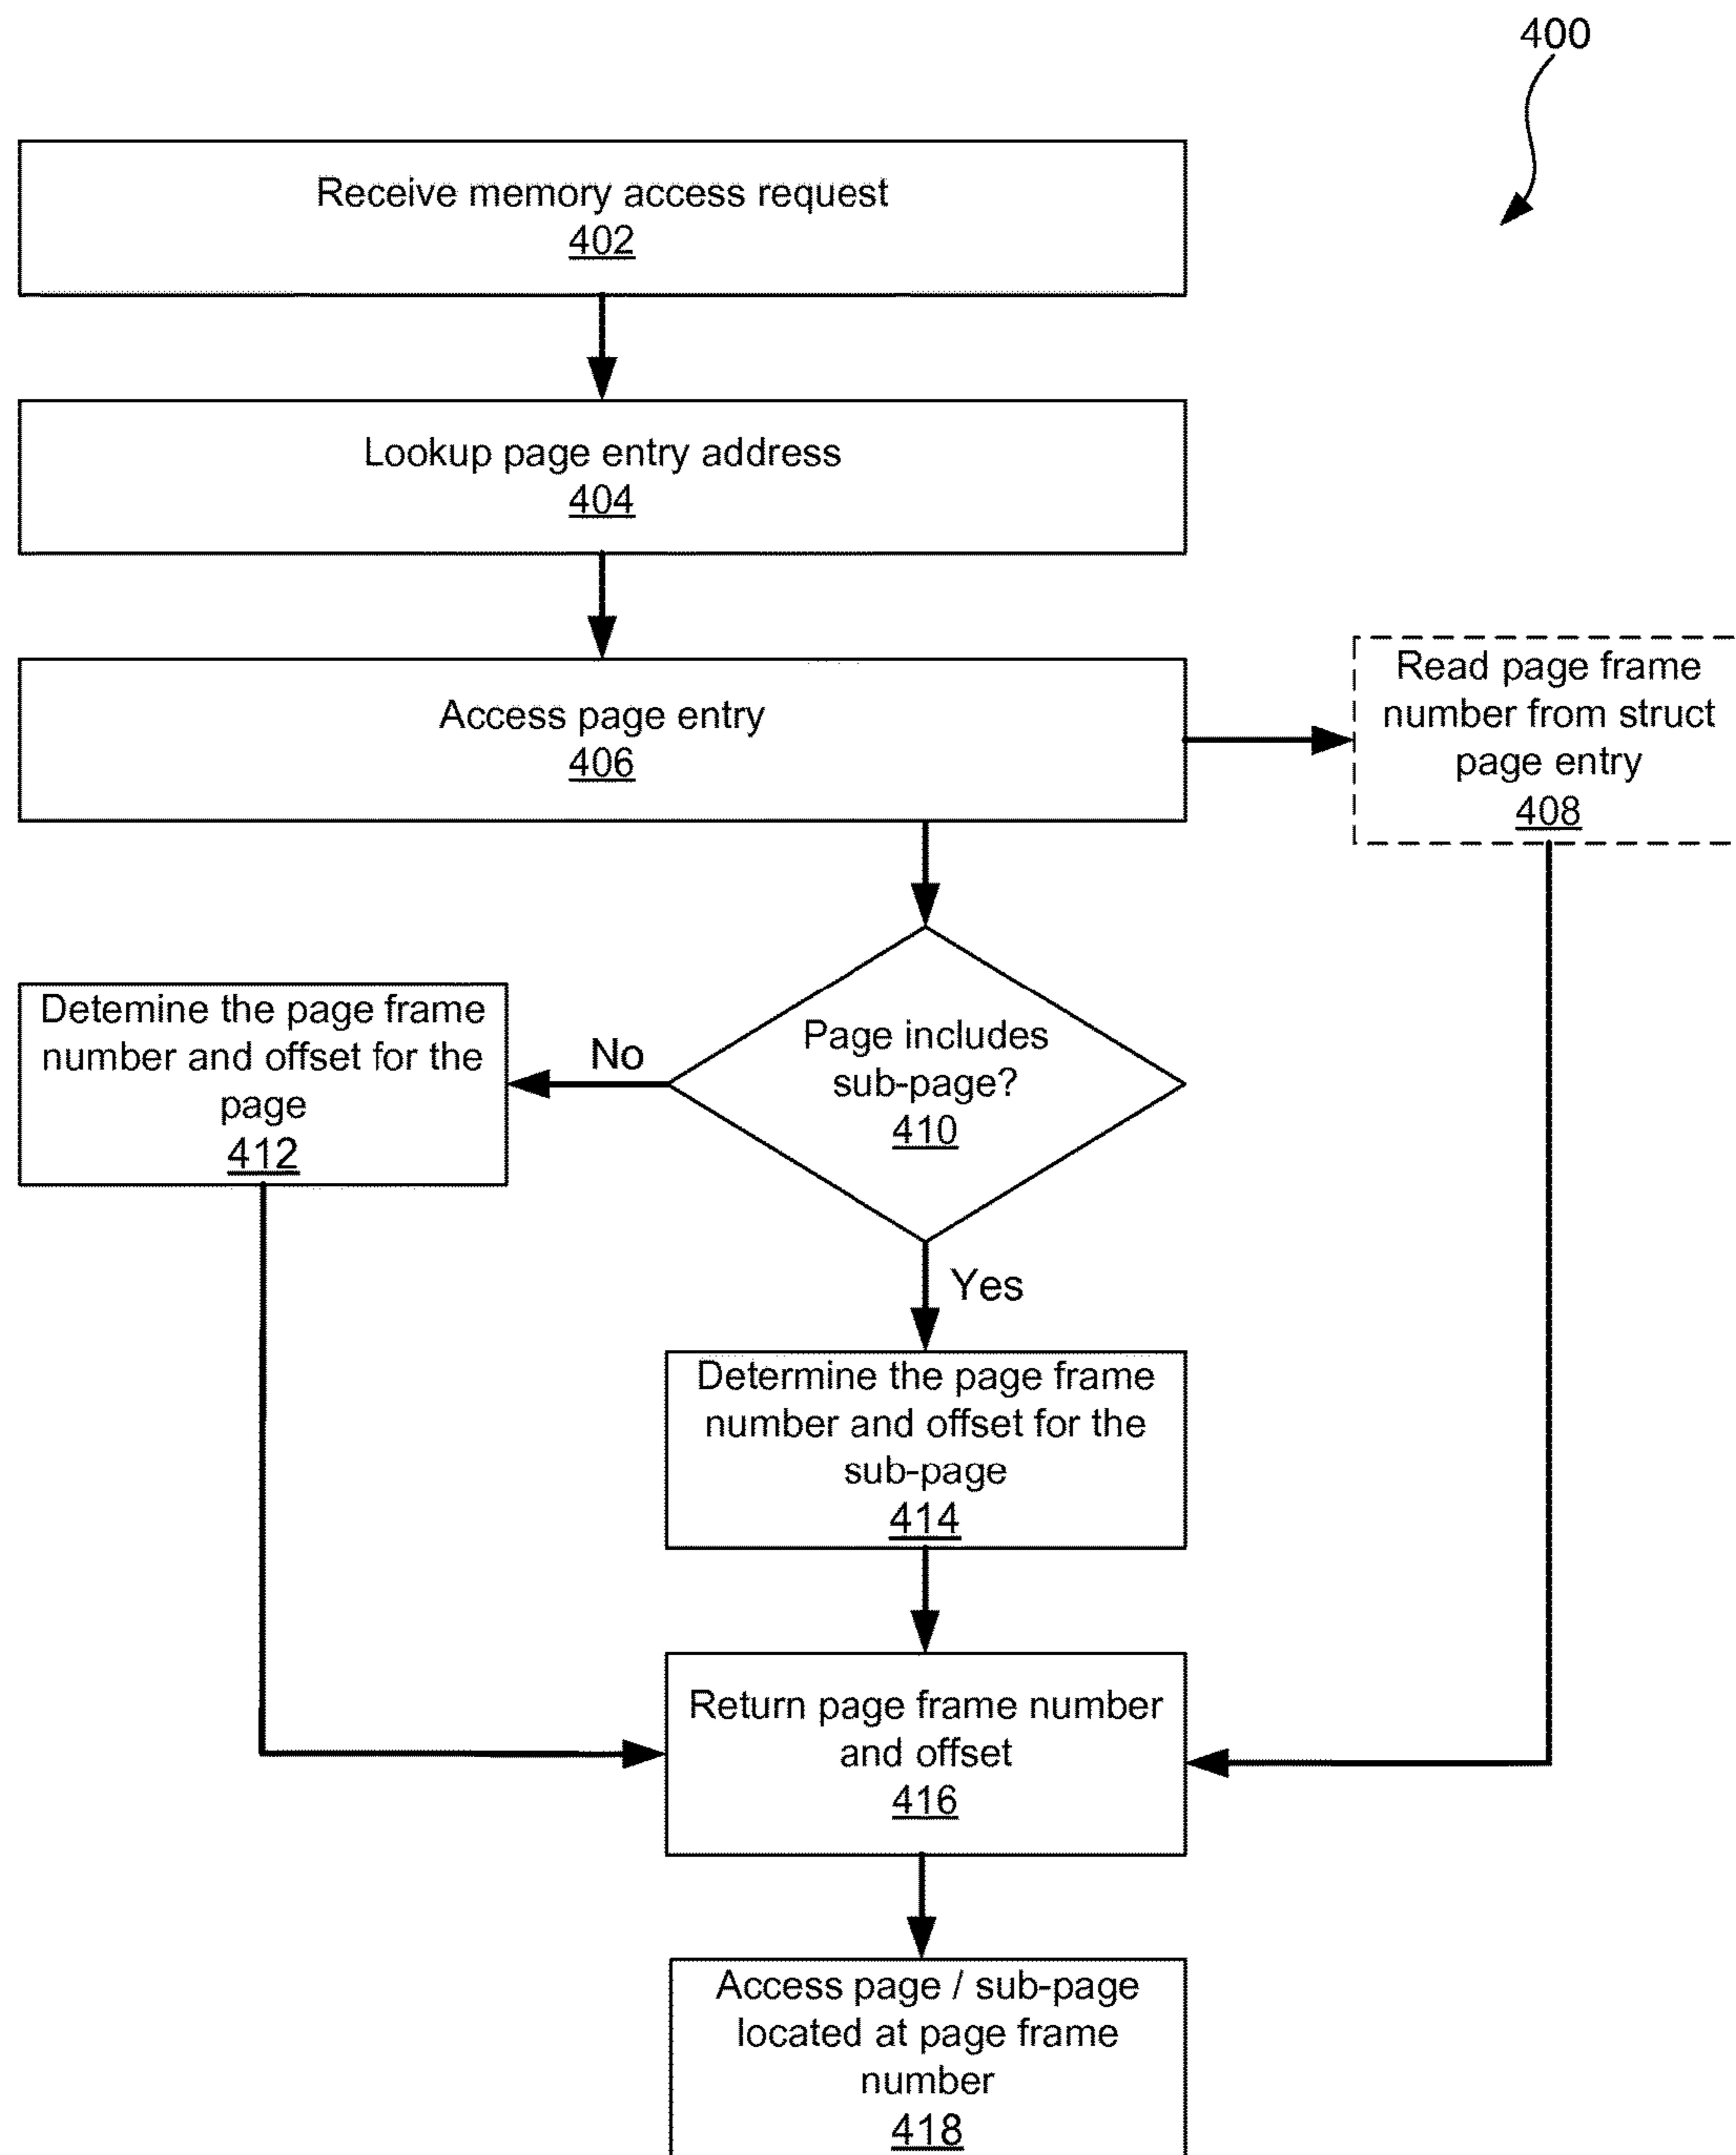 400
Receive memory access request
402
Lookup page entry address
404
Access page entry
406
Read page frame
number from struct
page entry
408
Page includes
sub-page?
410
No
Detemine the page frame
number and offset for the
page
412
Yes
Determine the page frame
number and offset for the
sub-page
414
Return page frame number
and offset
416
Access page / sub-page
located at page frame
number
418